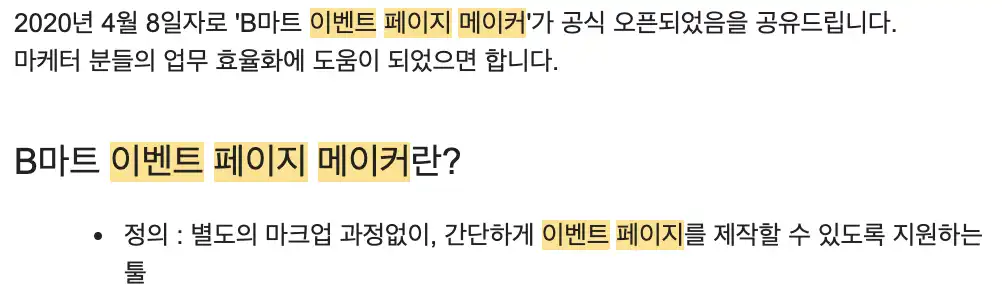 2020년 4월 8일자로 'B마트 이벤트 페이지 메이커'가 공식 오픈되었음을 공유드립니다.
마케터 분들의 업무 효율화에 도움이 되었으면 합니다.
B마트 이벤트 페이지 메이커란?
• 정의 : 별도의 마크업 과정없이, 간단하게 이벤트 페이지를 제작할 수 있도록 지원하는
툴